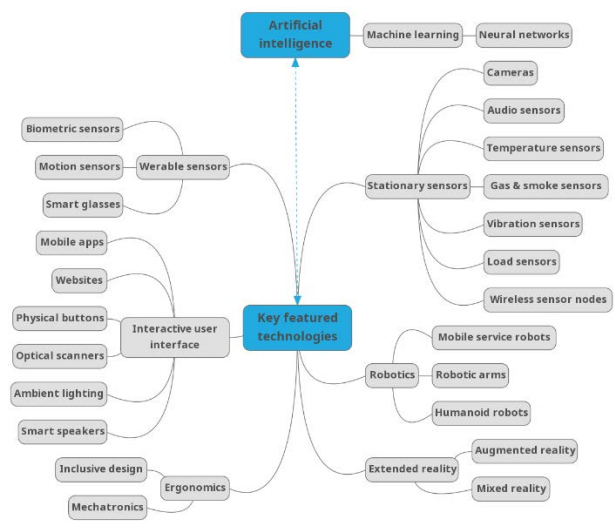 Artificial
intelligence
Machine learning
Neural networks
Cameras
Audio sensors
Temperature sensors
Stationary sensors
Gas & smoke sensors
Vibration sensors
Load sensors
Wireless sensor nodes
Biometric sensors
Motion sensors
Werable sensors
Smart glasses
Mobile apps
Websites
Physical buttons
Interactive user
interface
Optical scanners
Ambient lighting
Smart speakers
Key featured
technologies
Mobile service robots
Robotics
Robotic arms
Humanoid robots
Inclusive design
Ergonomics
Mechatronics
Extended reality
Augmented reality
Mixed reality